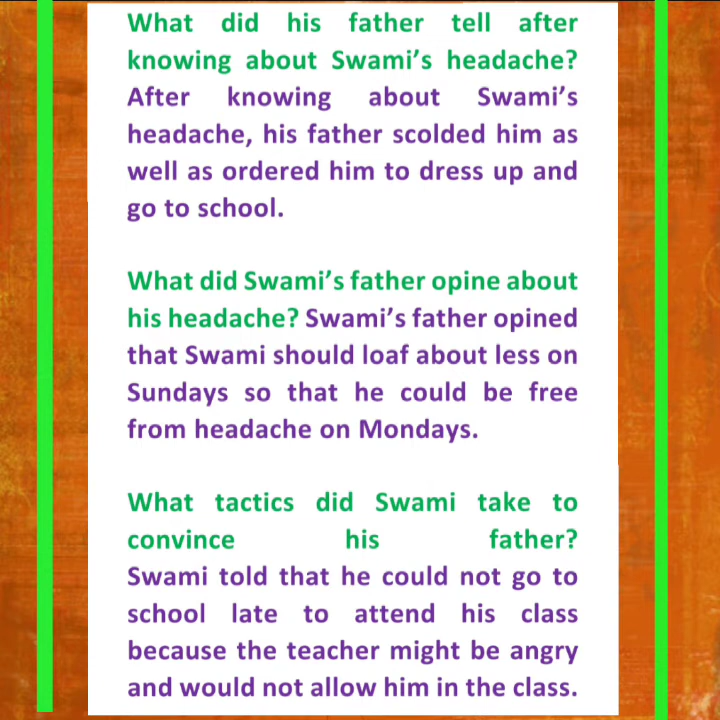 What did his father tell after
knowing about Swami's headache?
After knowing about Swami's
headache, his father scolded him as
well as ordered him to dress up and
go to school.
What did Swami's father opine about
his headache? Swami's father opined
that Swami should loaf about less on
Sundays so that he could be free
from headache on Mondays.
What tactics did Swami take to
convince his father?
Swami told that he could not go to
school late to attend his class
because the teacher might be angry
and would not allow him in the class.